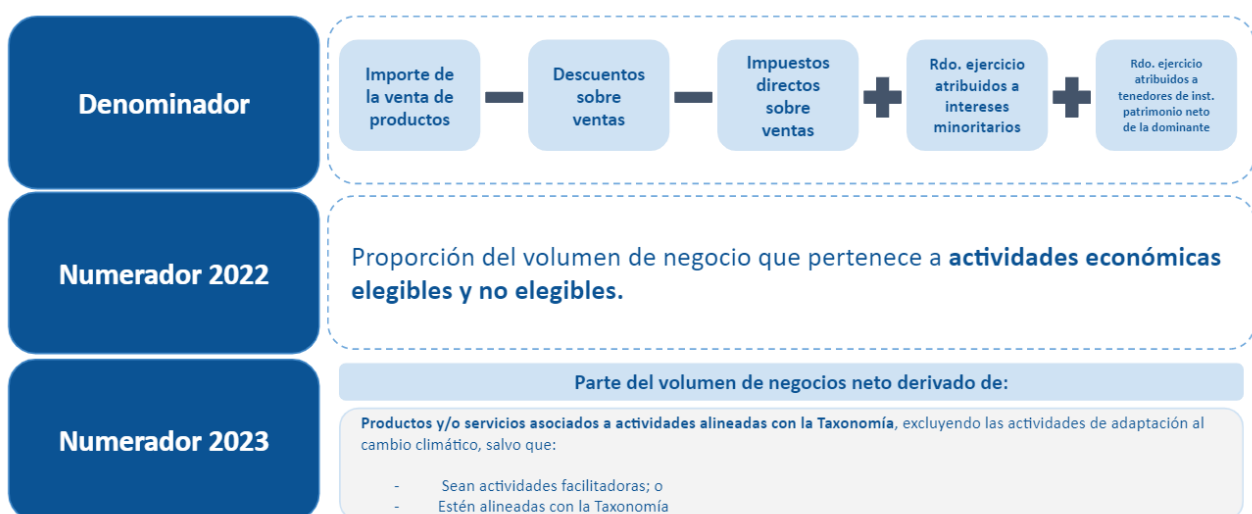 Denominador
Importe de
la venta de
productos
Descuentos
sobre
ventas
Impuestos
directos
sobre
ventas
Rdo. ejercicio
atribuidos a
intereses
minoritarios
Rdo. ejercicio
atribuidos a
tenedores de inst.
patrimonio neto
de la dominante
Numerador 2022
Proporción del volumen de negocio que pertenece a actividades económicas
elegibles y no elegibles.
Numerador 2023
Parte del volumen de negocios neto derivado de:
Productos y/o servicios asociados a actividades alineadas con la Taxonomía, excluyendo las actividades de adaptación al
cambio climático, salvo que:
- Sean actividades facilitadoras; o
- Estén alineadas con la Taxonomía